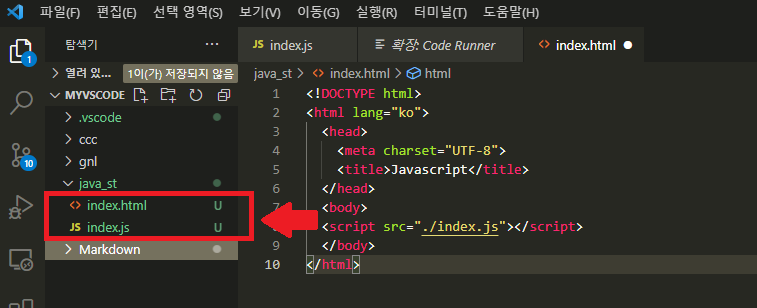 파일(F) 편집(E) 선택 영역(S) 보기(V) 이동(G) 실행(R) 터미널(T) 도움말(H)
탐색기 ...
index.js
확장: Code Runner
index.html
열려 있... 1이(가) 저장되지 않음
java_st > index.html > html
MYVSCODE
.vscode
ccc
gnl
java_st
index.html U
index.js U
Markdown
1
10
1 <!DOCTYPE html>
2 <html lang="ko">
3 <head>
4 <meta charset="UTF-8">
5 <title>Javascript</title>
6 </head>
7 <body>
<script src="./index.js"></script>
9 </body>
10 </html>